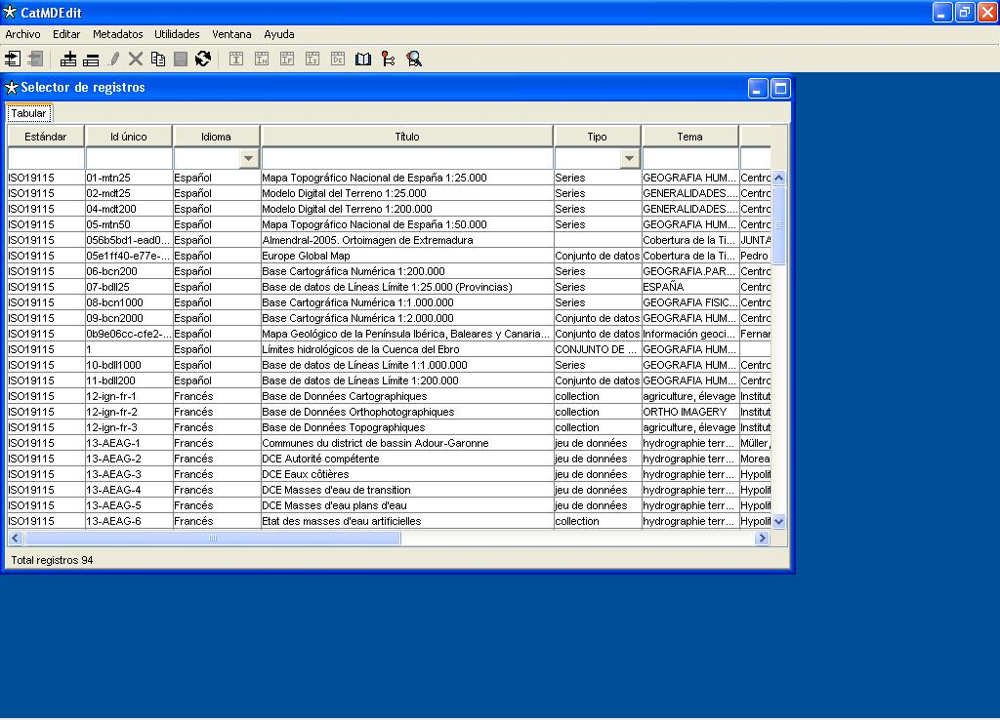 CatMDEdit
Archivo Editar Metadatos Utilidades Ventana Ayuda
Selector de registros
Tabular
Estándar Id único Idioma Título Tipo Tema
ISO19115 01-mtn25 Español Mapa Topográfico Nacional de España 1:25.000 Series GEOGRAFIA HUM... Centro
ISO19115 02-mdt25 Español Modelo Digital del Terreno 1:25.000 Series GENERALIDADES.... Centro
ISO19115 04-mdt200 Español Modelo Digital del Terreno 1:200.000 Series GENERALIDADES.... Centro
ISO19115 05-mtn50 Español Mapa Topográfico Nacional de España 1:50.000 Series GEOGRAFIA HUM... Centro
ISO19115 056b5bd1-ead0... Español Almendral-2005. Ortoimagen de Extremadura Cobertura de la Ti... JUNTA
ISO19115 05e1ff40-e77e-... Español Europe Global Map Conjunto de datos Cobertura de la Ti... Pedro
ISO19115 06-bcn200 Español Base Cartográfica Numérica 1:200.000 Series GEOGRAFIA.PAR... Centro
ISO19115 07-bdll25 Español Base de datos de Líneas Límite 1:25.000 (Provincias) Series ESPAÑA Centro
ISO19115 08-bcn1000 Español Base Cartográfica Numérica 1:1.000.000 Series GEOGRAFIA FISIC... Centro
ISO19115 09-bcn2000 Español Base Cartográfica Numérica 1:2.000.000 Conjunto de datos GEOGRAFIA HUM... Centro
ISO19115 0b9e06cc-cfe2-... Español Mapa Geológico de la Península Ibérica, Baleares y Canaria... Conjunto de datos Información geoci... Fernan
ISO19115 1 Español Límites hidrológicos de la Cuenca del Ebro CONJUNTO DE ... GEOGRAFIA HUM...
ISO19115 10-bdll1000 Español Base de datos de Líneas Límite 1:1.000.000 Series GEOGRAFIA HUM... Centro
ISO19115 11-bdll200 Español Base de datos de Líneas Límite 1:200.000 Conjunto de datos GEOGRAFIA HUM... Centro
ISO19115 12-ign-fr-1 Francés Base de Données Cartographiques collection agriculture, élevage Institut
ISO19115 12-ign-fr-2 Francés Base de Données Orthophotographiques collection ORTHO IMAGERY Institut
ISO19115 12-ign-fr-3 Francés Base de Données Topographiques collection agriculture, élevage Institut
ISO19115 13-AEAG-1 Francés Communes du district de bassin Adour-Garonne jeu de données hydrographie terr... Müller,
ISO19115 13-AEAG-2 Francés DCE Autorité compétente jeu de données hydrographie terr... Morea
ISO19115 13-AEAG-3 Francés DCE Eaux côtières jeu de données hydrographie terr... Hypolit
ISO19115 13-AEAG-4 Francés DCE Masses d'eau de transition jeu de données hydrographie terr... Hypolit
ISO19115 13-AEAG-5 Francés DCE Masses d'eau plans d'eau jeu de données hydrographie terr... Hypolit
ISO19115 13-AEAG-6 Francés Etat des masses d'eau artificielles collection hydrographie terr... Hypolit
Total registros 94